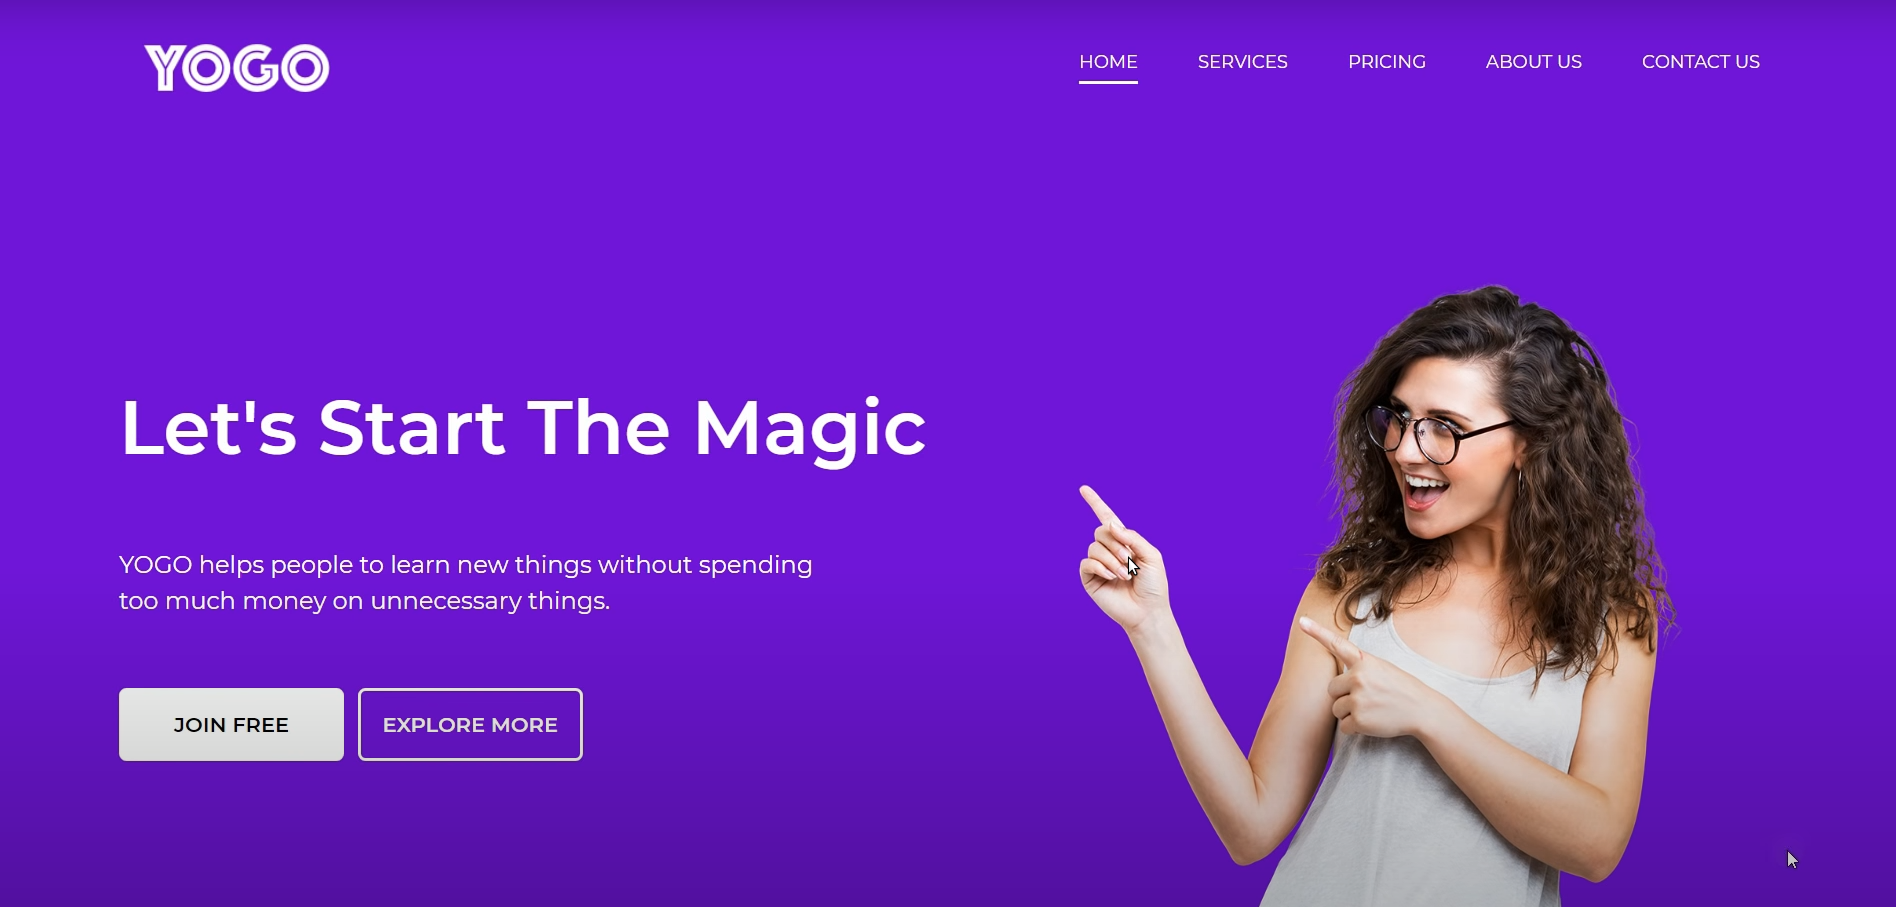 YOGO
HOME SERVICES PRICING ABOUT US CONTACT US
Let's Start The Magic
YOGO helps people to learn new things without spending
too much money on unnecessary things.
JOIN FREE EXPLORE MORE